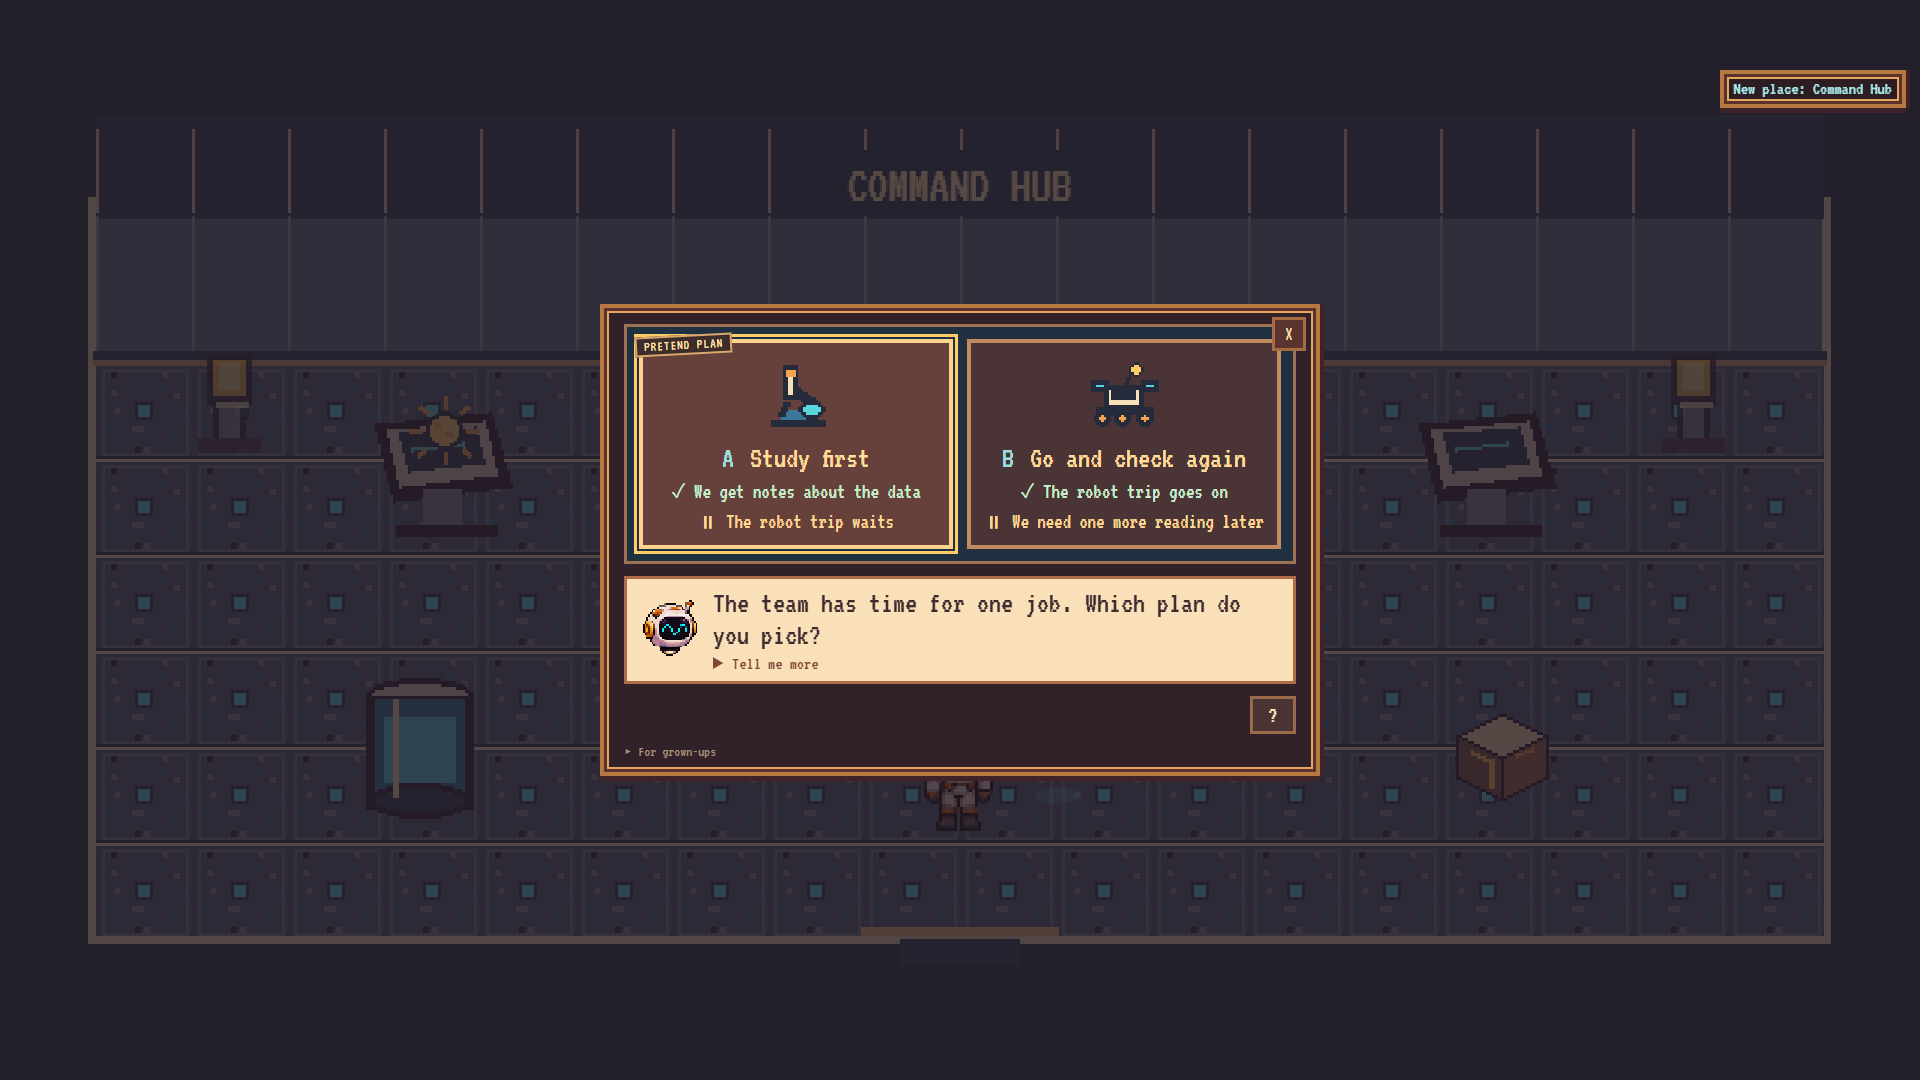 New place: Command Hub
COMMAND HUB
X
PRETEND PLAN
A Study first
✓ We get notes about the data
The robot trip waits
B Go and check again
✓ The robot trip goes on
We need one more reading later
The team has time for one job. Which plan do
you pick?
▶ Tell me more
?
▸ For grown-ups